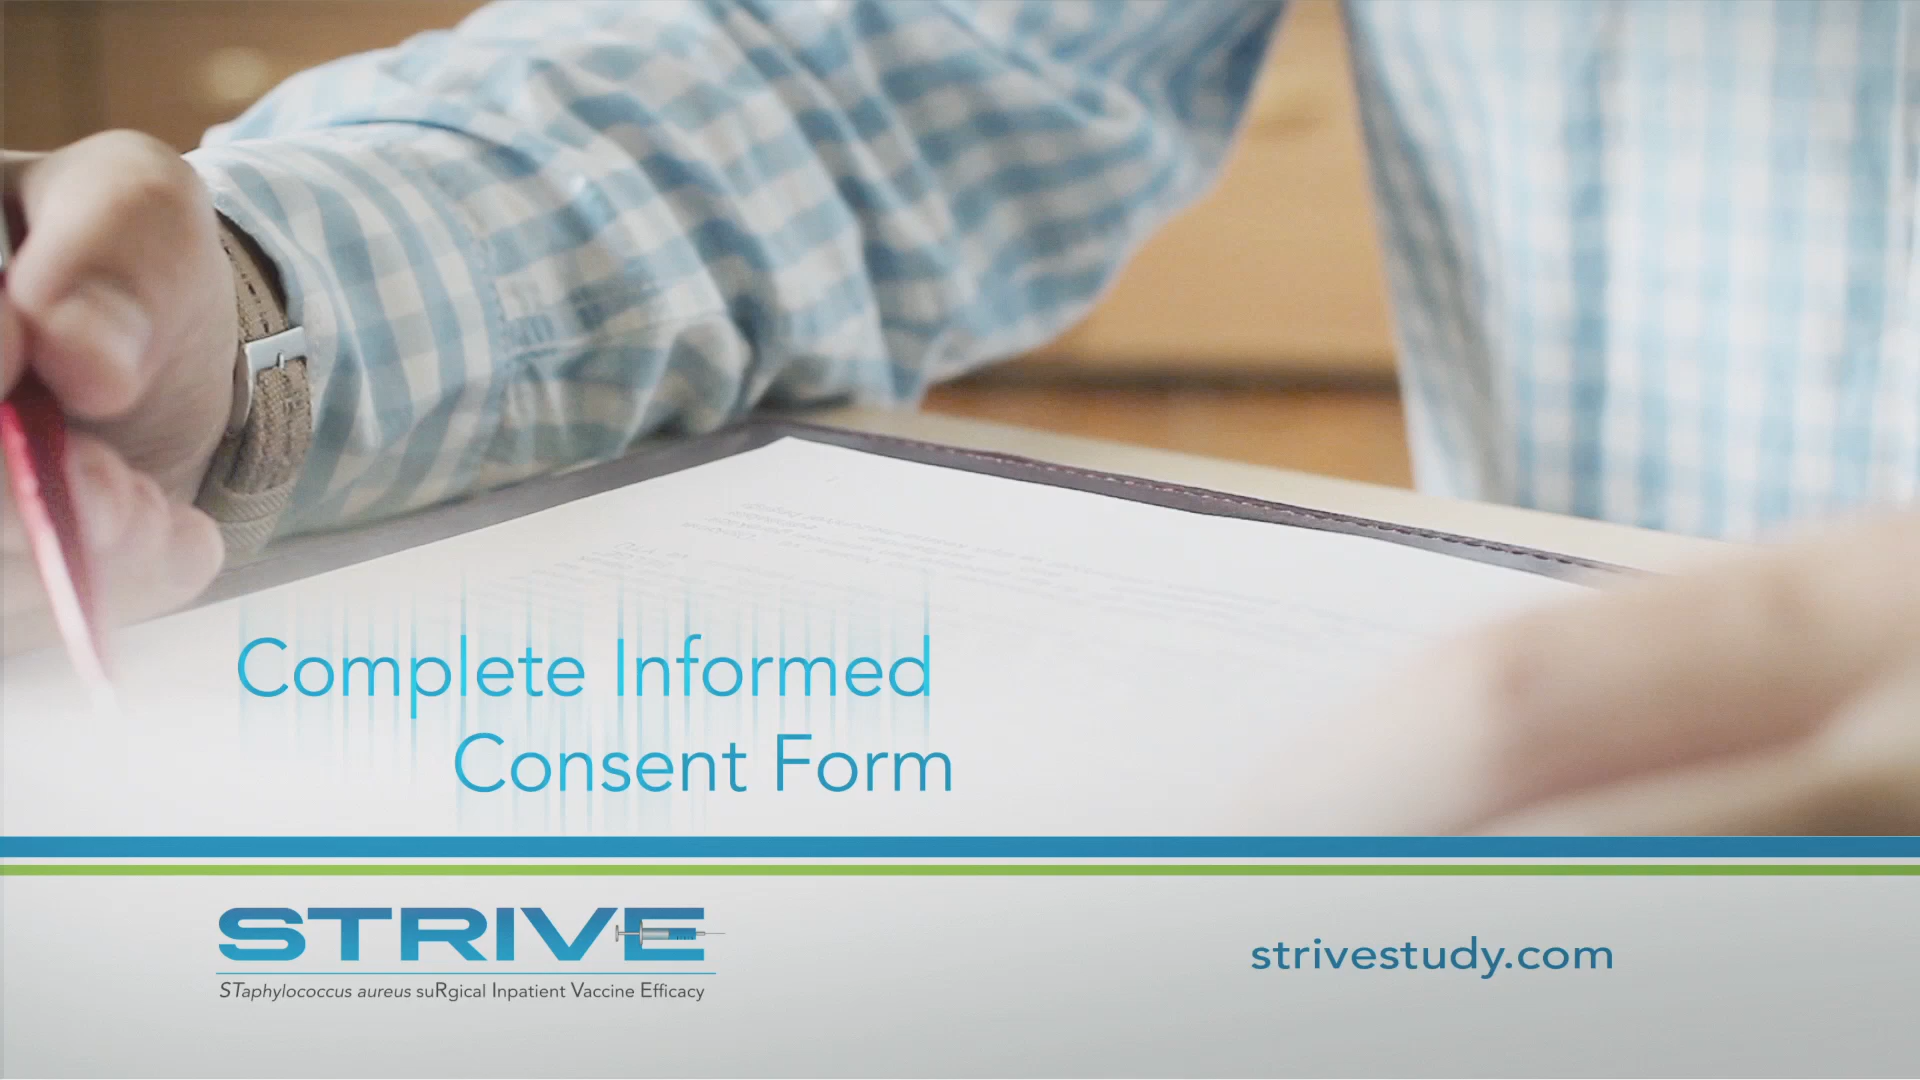 Complete Informed
Consent Form
STRIVE
STaphylococcus aureus suRgical Inpatient Vaccine Efficacy
strivestudy.com